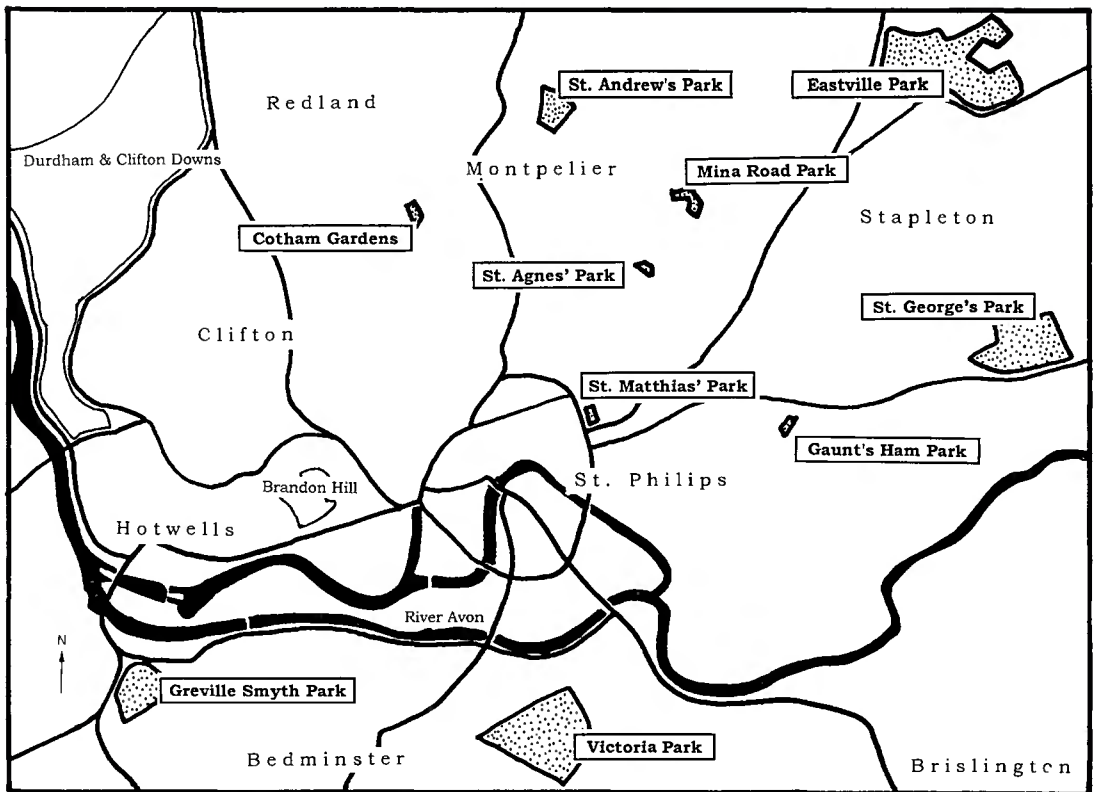 St. Andrew's Park
Eastville Park
Redland
Durdham & Clifton Downs
Montpelier
Mina Road Park
Stapleton
Cotham Gardens
St. Agnes' Park
St. George's Park
Clifton
St. Matthias' Park
Gaunt's Ham Park
Brandon Hill
St. Philips
Hotwells
River Avon
N
Greville Smyth Park
Victoria Park
Bedminster
Brislington